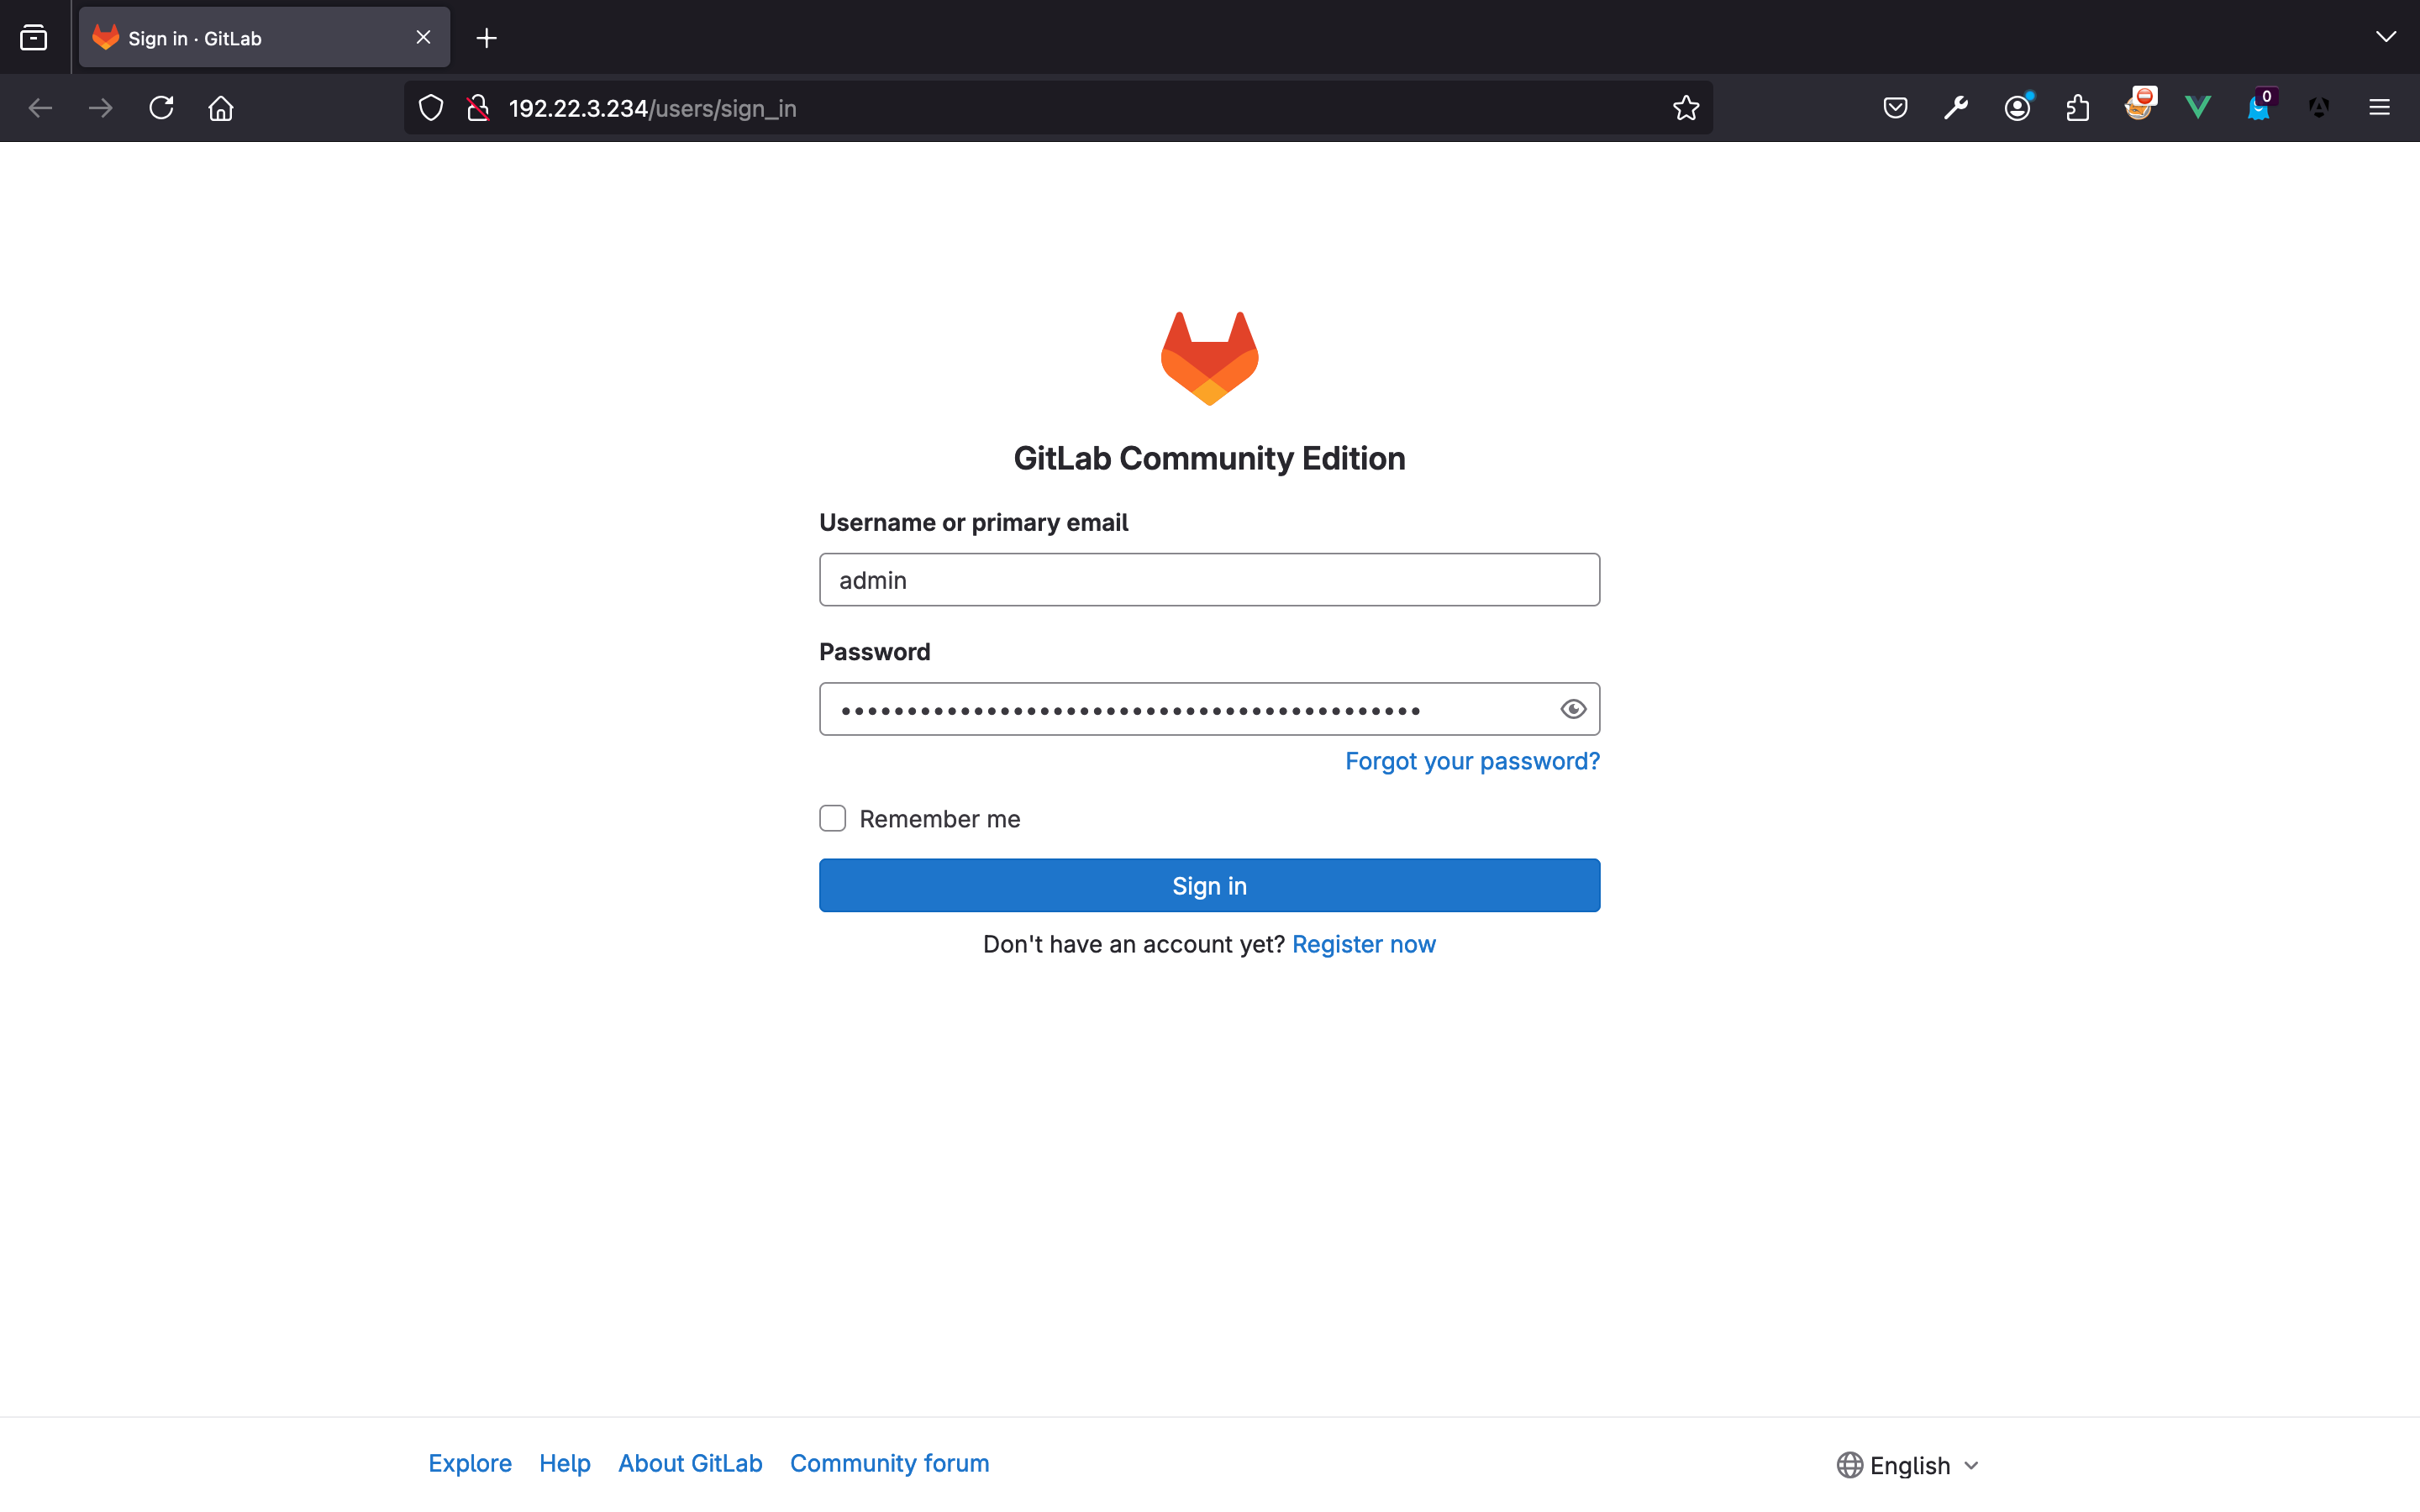 Sign in · GitLab
192.22.3.234/users/sign_in
0
GitLab Community Edition
Username or primary email
admin
Password
Forgot your password?
Remember me
Sign in
Don't have an account yet? Register now
Explore Help About GitLab Community forum
English